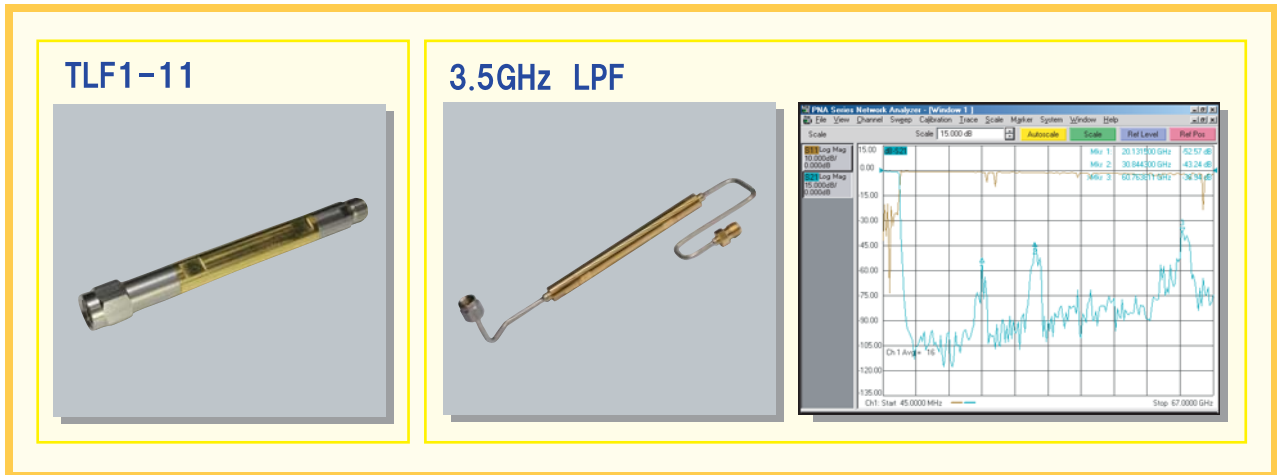 TLF1-11
3.5GHz LPF
PNA Series Network Analyzer - [Window 1 ]
File View Channel Sweep Calibration Trace Scale Marker System Window Help
Scale Scale 15.000 dB Autoscale Scale Ref Level Ref Pos
S11 Log Mag
10.000dB/
0.000dB
S21 Log Mag
15.000dB/
0.000dB
15.00 dB-S21
Mkr 1: 20.131500 GHz -52.57 dB
Mkr 2: 30.844300 GHz -43.24 dB
0.00
-15.00
-30.00
-45.00
-60.00
-75.00
-90.00
-105.00
Ch 1 Avg = 16
-120.00
-135.00
Ch1: Start 45.0000 MHz Stop 67.0000 GHz